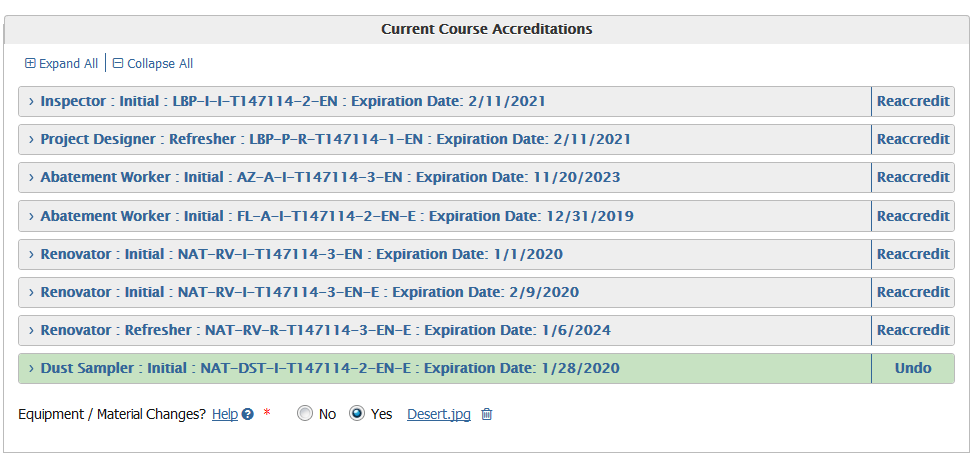 Current Course Accreditations
Expand All Collapse All
› Inspector : Initial : LBP-I-I-T147114-2-EN : Expiration Date: 2/11/2021 Reaccredit
› Project Designer : Refresher : LBP-P-R-T147114-1-EN : Expiration Date: 2/11/2021 Reaccredit
› Abatement Worker : Initial : AZ-A-I-T147114-3-EN : Expiration Date: 11/20/2023 Reaccredit
› Abatement Worker : Initial : FL-A-I-T147114-2-EN-E : Expiration Date: 12/31/2019 Reaccredit
› Renovator : Initial : NAT-RV-I-T147114-3-EN : Expiration Date: 1/1/2020 Reaccredit
› Renovator : Initial : NAT-RV-I-T147114-3-EN-E : Expiration Date: 2/9/2020 Reaccredit
› Renovator : Refresher : NAT-RV-R-T147114-3-EN-E : Expiration Date: 1/6/2024 Reaccredit
› Dust Sampler : Initial : NAT-DST-I-T147114-2-EN-E : Expiration Date: 1/28/2020 Undo
Equipment / Material Changes? Help ? * No Yes Desert.jpg